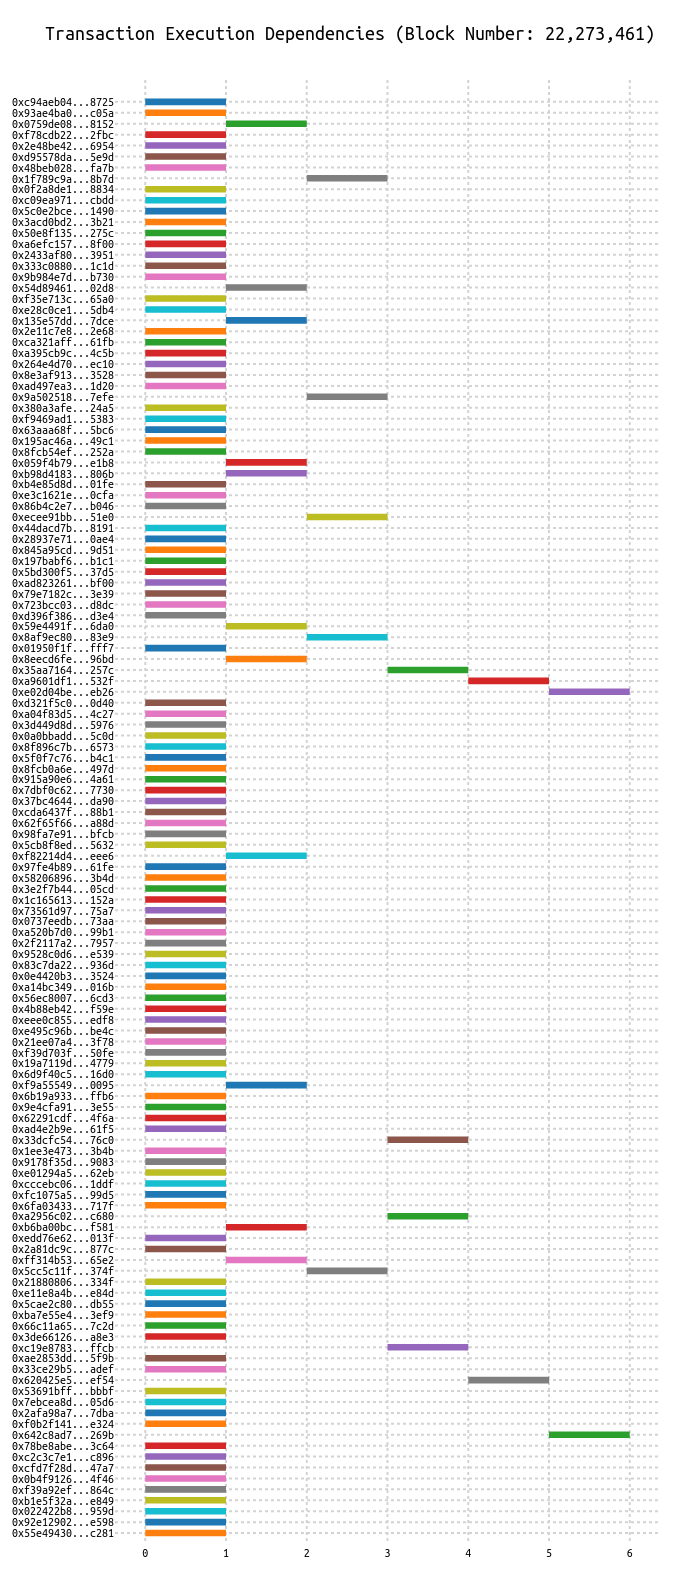 Transaction Execution Dependencies (Block Number: 22,273,461)
0xc94aeb04...8725
0x93ae4ba0...c05a
0x0759de08...8152
0xf78cdb22...2fbc
0x2e48be42...6954
0xd95578da...5e9d
0x48beb028...fa7b
0x1f789c9a...8b7d
0x0f2a8de1...8834
0xc09ea971...cbdd
0x5c0e2bce...1490
0x3acd0bd2...3b21
0x50e8f135...275c
0xa6efc157...8f00
0x2433af80...3951
0x333c0880...1c1d
0x9b984e7d...b730
0x54d89461...02d8
0xf35e713c...65a0
0xe28c0ce1...5db4
0x135e57dd...7dce
0x2e11c7e8...2e68
0xca321aff...61fb
0xa395cb9c...4c5b
0x264e4d70...ec10
0x8e3af913...3528
0xad497ea3...1d20
0x9a502518...7efe
0x380a3afe...24a5
0xf9469ad1...5383
0x63aaa68f...5bc6
0x195ac46a...49c1
0x8fcb54ef...252a
0x059f4b79...e1b8
0xb98d4183...806b
0xb4e85d8d...01fe
0xe3c1621e...0cfa
0x86b4c2e7...b046
0xecee91bb...51e0
0x44dacd7b...8191
0x28937e71...0ae4
0x845a95cd...9d51
0x197babf6...b1c1
0x5bd300f5...37d5
0xad823261...bf00
0x79e7182c...3e39
0x723bcc03...d8dc
0xd396f386...d3e4
0x59e4491f...6da0
0x8af9ec80...83e9
0x01950f1f...fff7
0x8eecd6fe...96bd
0x35aa7164...257c
0xa9601df1...532f
0xe02d04be...eb26
0xd321f5c0...0d40
0xa04f83d5...4c27
0x3d449d8d...5976
0x0a0bbadd...5c0d
0x8f896c7b...6573
0x5f0f7c76...b4c1
0x8fcb0a6e...497d
0x915a90e6...4a61
0x7dbf0c62...7730
0x37bc4644...da90
0xcda6437f...88b1
0x62f65f66...a88d
0x98fa7e91...bfcb
0x5cb8f8ed...5632
0xf82214d4...eee6
0x97fe4b89...61fe
0x58206896...3b4d
0x3e2f7b44...05cd
0x1c165613...152a
0x73561d97...75a7
0x0737eedb...73aa
0xa520b7d0...99b1
0x2f2117a2...7957
0x9528c0d6...e539
0x83c7da22...936d
0x0e4420b3...3524
0xa14bc349...016b
0x56ec8007...6cd3
0x4b88eb42...f59e
0xeee0c855...edf8
0xe495c96b...be4c
0x21ee07a4...3f78
0xf39d703f...50fe
0x19a7119d...4779
0x6d9f40c5...16d0
0xf9a55549...0095
0x6b19a933...ffb6
0x9e4cfa91...3e55
0x62291cdf...4f6a
0xad4e2b9e...61f5
0x33dcfc54...76c0
0x1ee3e473...3b4b
0x9178f35d...9083
0xe01294a5...62eb
0xcccebc06...1ddf
0xfc1075a5...99d5
0x6fa03433...717f
0xa2956c02...c680
0xb6ba00bc...f581
0xedd76e62...013f
0x2a81dc9c...877c
0xff314b53...65e2
0x5cc5c11f...374f
0x21880806...334f
0xe11e8a4b...e84d
0x5cae2c80...db55
0xba7e55e4...3ef9
0x66c11a65...7c2d
0x3de66126...a8e3
0xc19e8783...ffcb
0xae2853dd...5f9b
0x33ce29b5...adef
0x620425e5...ef54
0x53691bff...bbbf
0x7ebcea8d...05d6
0x2afa98a7...7dba
0xf0b2f141...e324
0x642c8ad7...269b
0x78be8abe...3c64
0xc2c3c7e1...c896
0xcfd7f28d...47a7
0x0b4f9126...4f46
0xf39a92ef...864c
0xb1e5f32a...e849
0x022422b8...959d
0x92e12902...e598
0x55e49430...c281
0 1 2 3 4 5 6